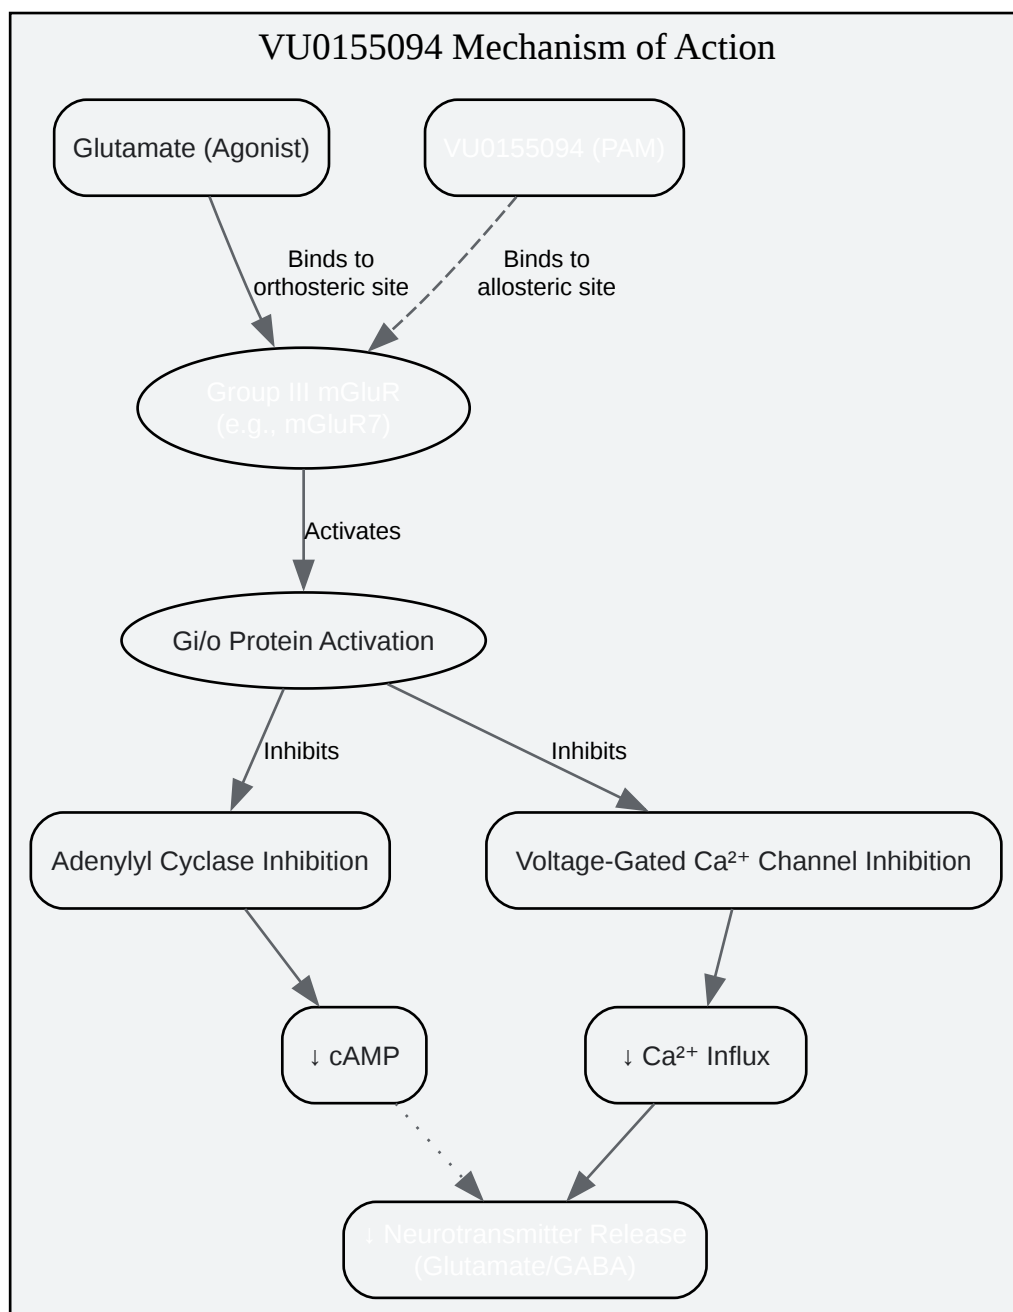 VU0155094 Mechanism of Action
Glutamate (Agonist)
VU0155094 (PAM)
Binds to
orthosteric site
Binds to
allosteric site
Group III mGluR
(e.g., mGluR7)
Activates
Gi/o Protein Activation
Inhibits
Inhibits
Adenylyl Cyclase Inhibition
Voltage-Gated Ca²⁺ Channel Inhibition
↓ cAMP
↓ Ca²⁺ Influx
↓ Neurotransmitter Release
(Glutamate/GABA)